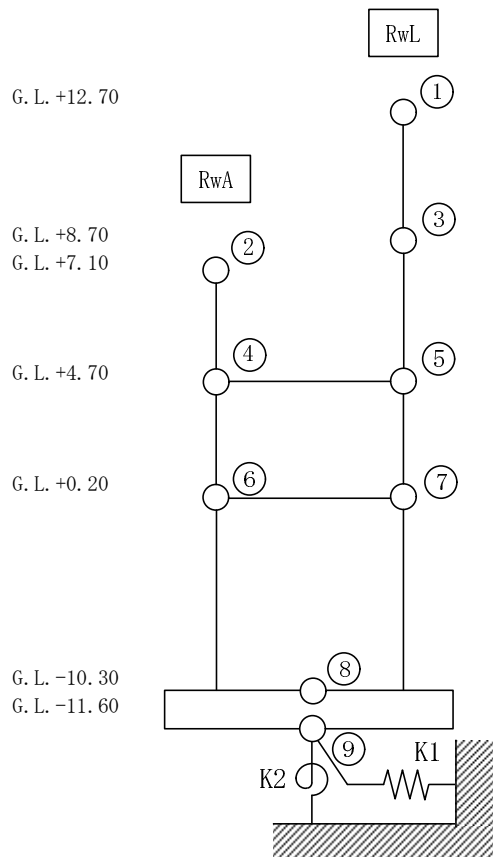 RwL
①
G.L.+12.70
RwA
③
G.L.+8.70
②
G.L.+7.10
④
⑤
G.L.+4.70
⑥
⑦
G.L.+0.20
⑧
G.L.-10.30
G.L.-11.60
⑨
K1
K2